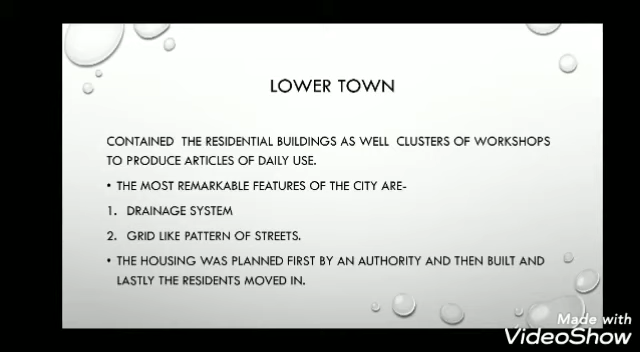 LOWER TOWN
CONTAINED THE RESIDENTIAL BUILDINGS AS WELL CLUSTERS OF WORKSHOPS
TO PRODUCE ARTICLES OF DAILY USE.
• THE MOST REMARKABLE FEATURES OF THE CITY ARE-
1. DRAINAGE SYSTEM
2. GRID LIKE PATTERN OF STREETS.
• THE HOUSING WAS PLANNED FIRST BY AN AUTHORITY AND THEN BUILT AND
LASTLY THE RESIDENTS MOVED IN.
Made with
VideoShow